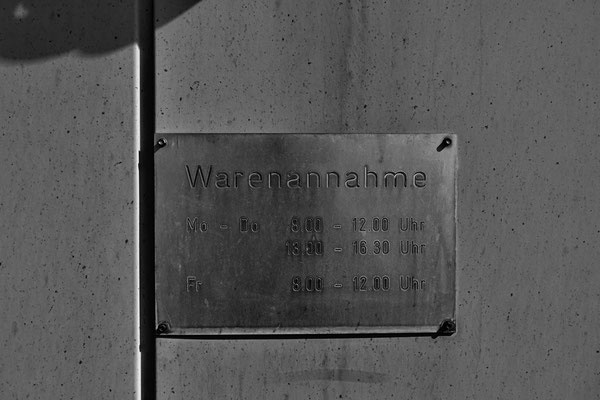 Warenannahme
Mo - Do 8.00 - 12.00 Uhr
13.00 - 16.30 Uhr
Fr 8.00 - 12.00 Uhr